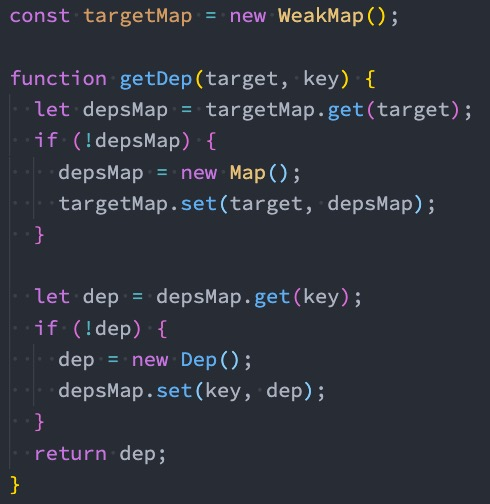 const targetMap = new WeakMap();

function getDep(target, key) {
  let depsMap = targetMap.get(target);
  if (!depsMap) {
    depsMap = new Map();
    targetMap.set(target, depsMap);
  }

  let dep = depsMap.get(key);
  if (!dep) {
    dep = new Dep();
    depsMap.set(key, dep);
  }
  return dep;
}